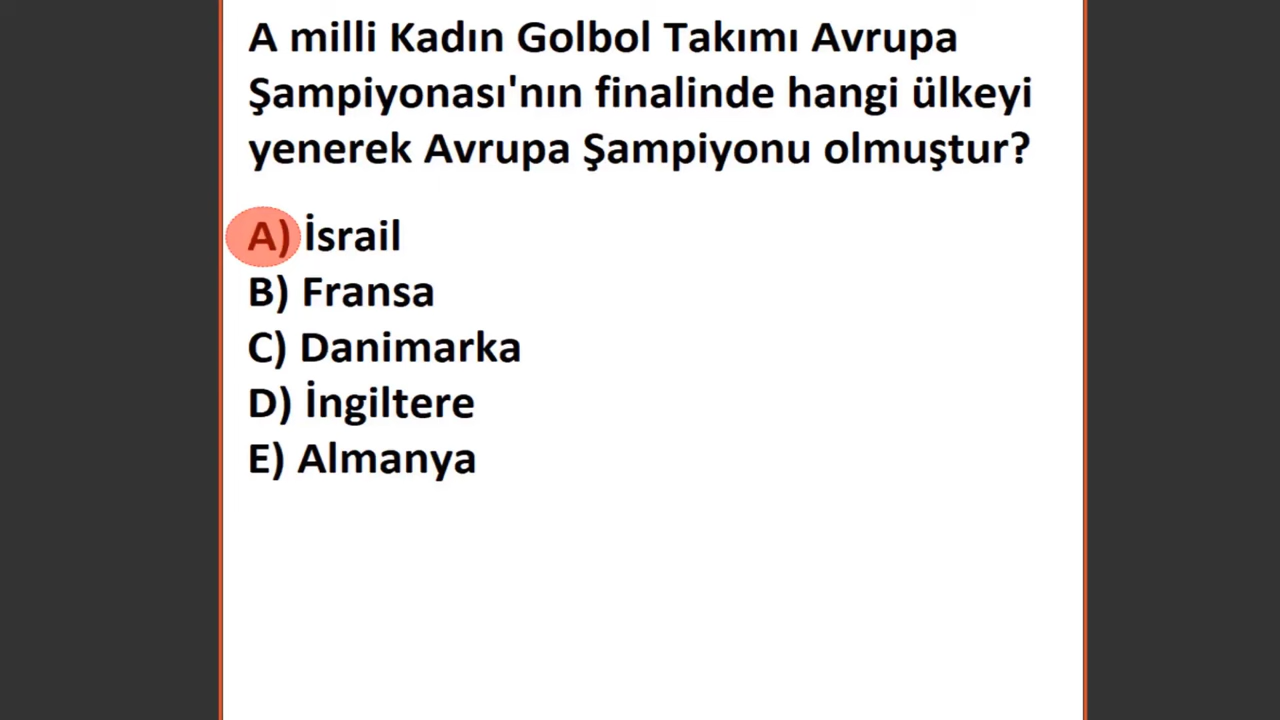 A milli Kadın Golbol Takımı Avrupa
Şampiyonası'nın finalinde hangi ülkeyi
yenerek Avrupa Şampiyonu olmuştur?
A) İsrail
B) Fransa
C) Danimarka
D) İngiltere
E) Almanya